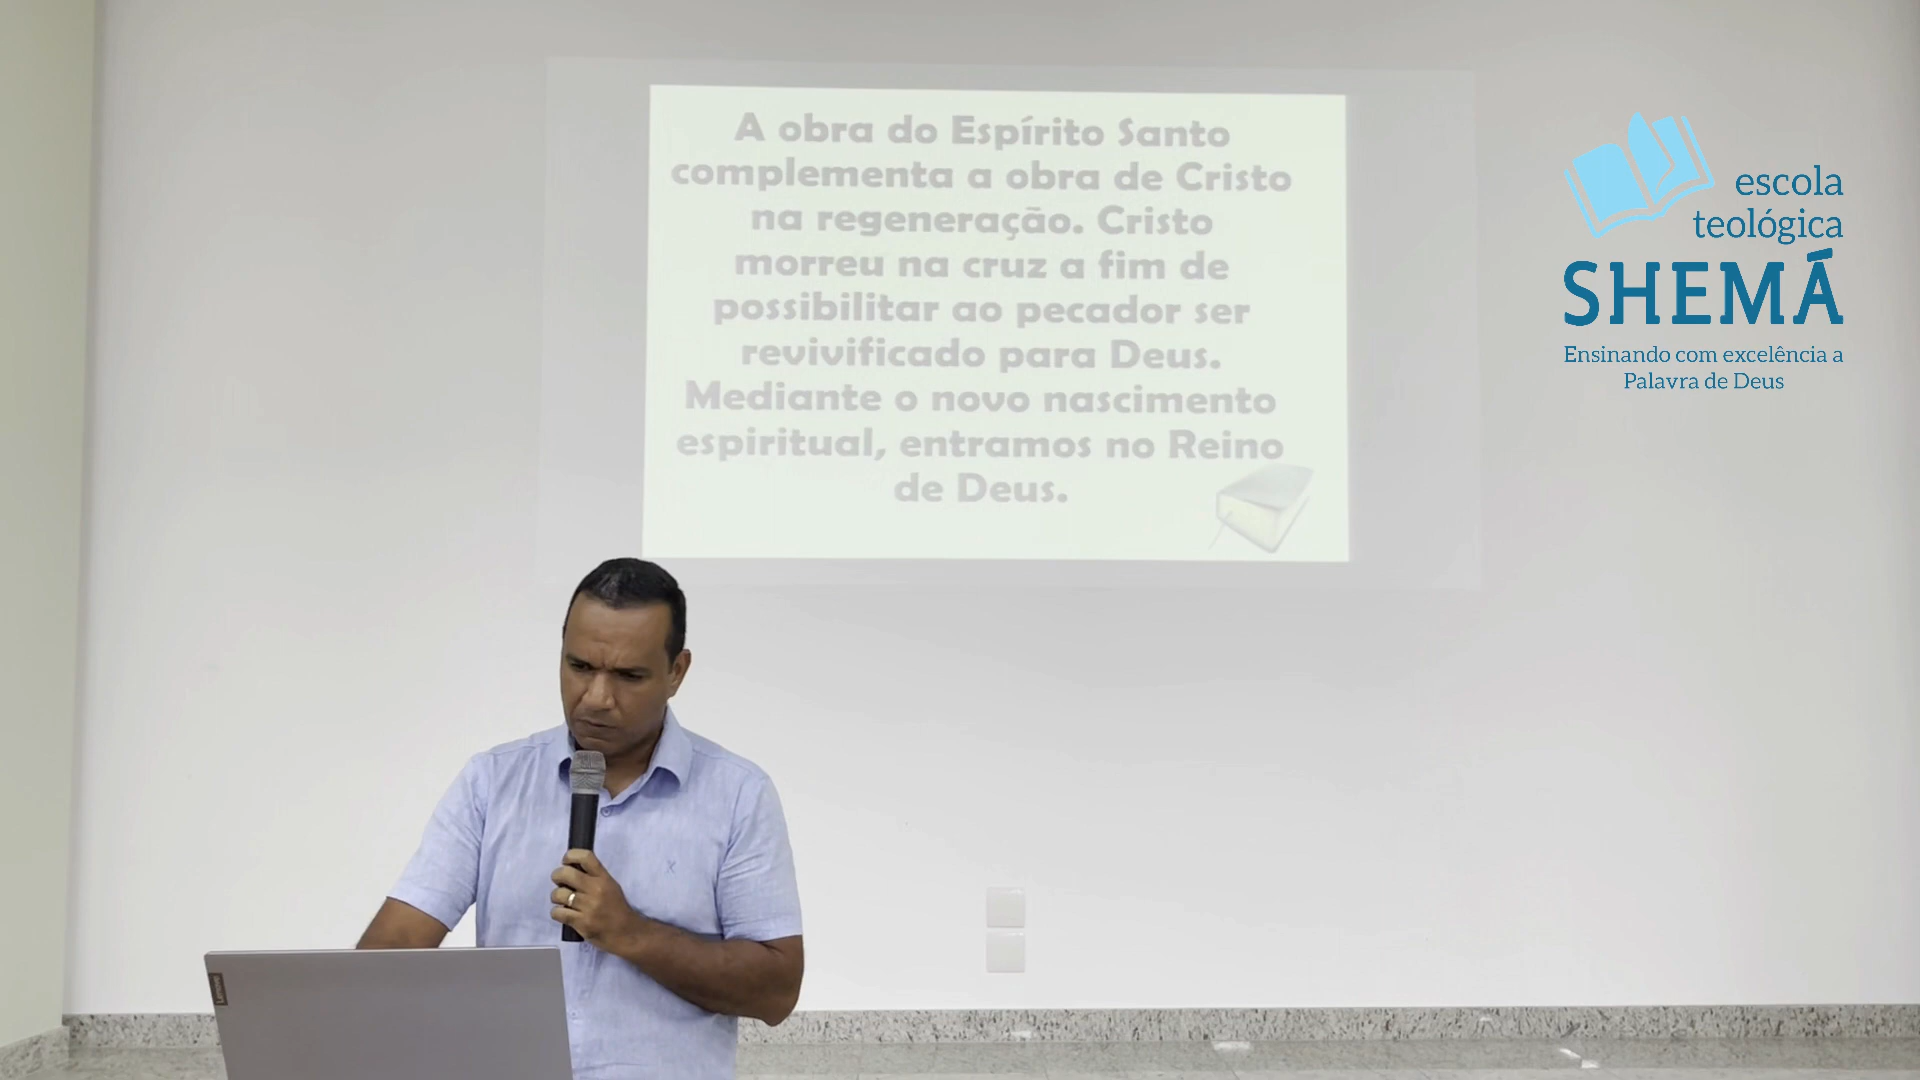 A obra do Espírito Santo
complementa a obra de Cristo
na regeneração. Cristo
morreu na cruz a fim de
possibilitar ao pecador ser
revivificado para Deus.
Mediante o novo nascimento
espiritual, entramos no Reino
de Deus.
escola
teológica
SHEMÁ
Ensinando com excelência a
Palavra de Deus
Lenovo